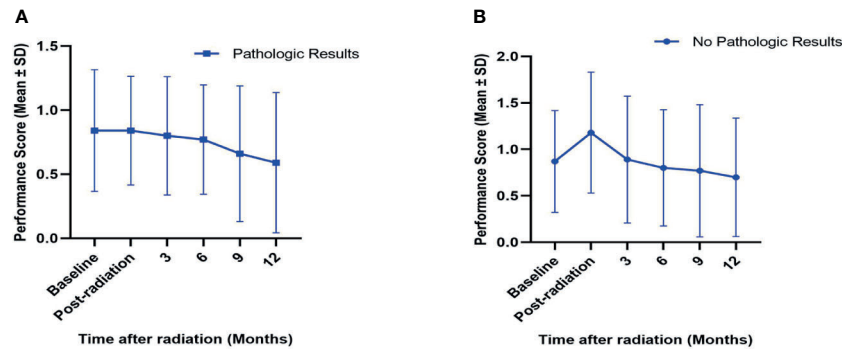 A
Pathologic Results
Performance Score (Mean ± SD)
1.5
1.0
0.5
0.0
Baseline
Post-radiation
3
6
9
12
Time after radiation (Months)
B
No Pathologic Results
Performance Score (Mean ± SD)
2.0
1.5
1.0
0.5
0.0
Baseline
Post-radiation
3
6
9
12
Time after radiation (Months)